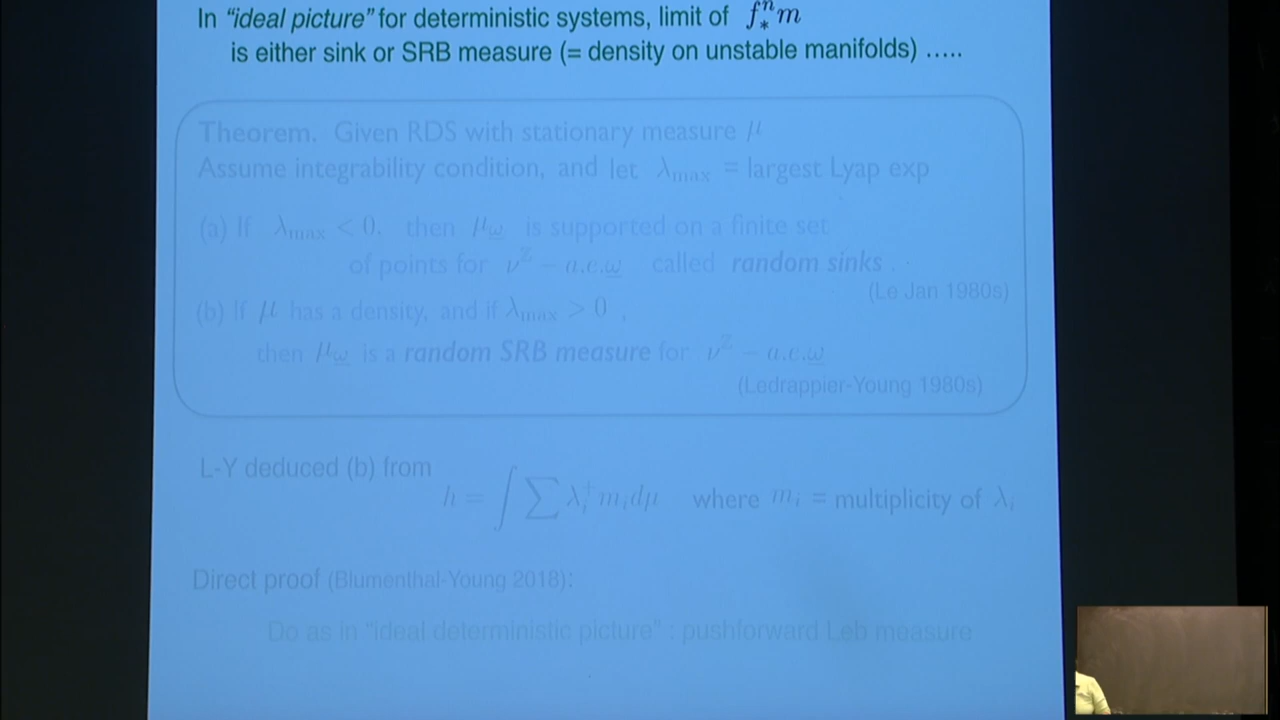 In "ideal picture" for deterministic systems, limit of f_*^n m
is either sink or SRB measure (= density on unstable manifolds) .....
Theorem. Given RDS with stationary measure μ
Assume integrability condition, and let λ_max = largest Lyap exp
(a) If λ_max < 0, then μ_ω is supported on a finite set
of points for ν^Z − a.e. ω called random sinks .
(Le Jan 1980s)
(b) If μ has a density, and if λ_max > 0 ,
then μ_ω is a random SRB measure for ν^Z − a.e. ω
(Ledrappier-Young 1980s)
L-Y deduced (b) from h = ∫ ∑ λ_i^+ m_i dμ where m_i = multiplicity of λ_i
Direct proof (Blumenthal-Young 2018):
Do as in "ideal deterministic picture" : pushforward Leb measure